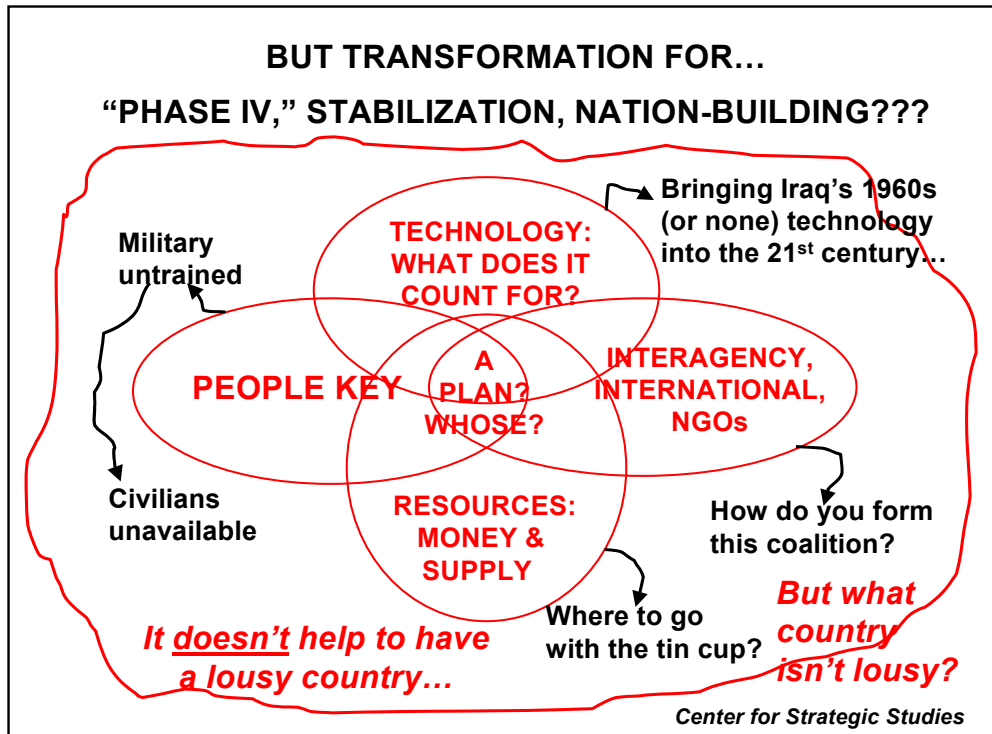 BUT TRANSFORMATION FOR…
“PHASE IV,” STABILIZATION, NATION-BUILDING???
Bringing Iraq’s 1960s
(or none) technology
into the 21st century…
Military
untrained
TECHNOLOGY:
WHAT DOES IT
COUNT FOR?
PEOPLE KEY
A
PLAN?
WHOSE?
INTERAGENCY,
INTERNATIONAL,
NGOs
Civilians
unavailable
RESOURCES:
MONEY &
SUPPLY
How do you form
this coalition?
Where to go
with the tin cup?
It doesn’t help to have
a lousy country…
But what
country
isn’t lousy?
Center for Strategic Studies